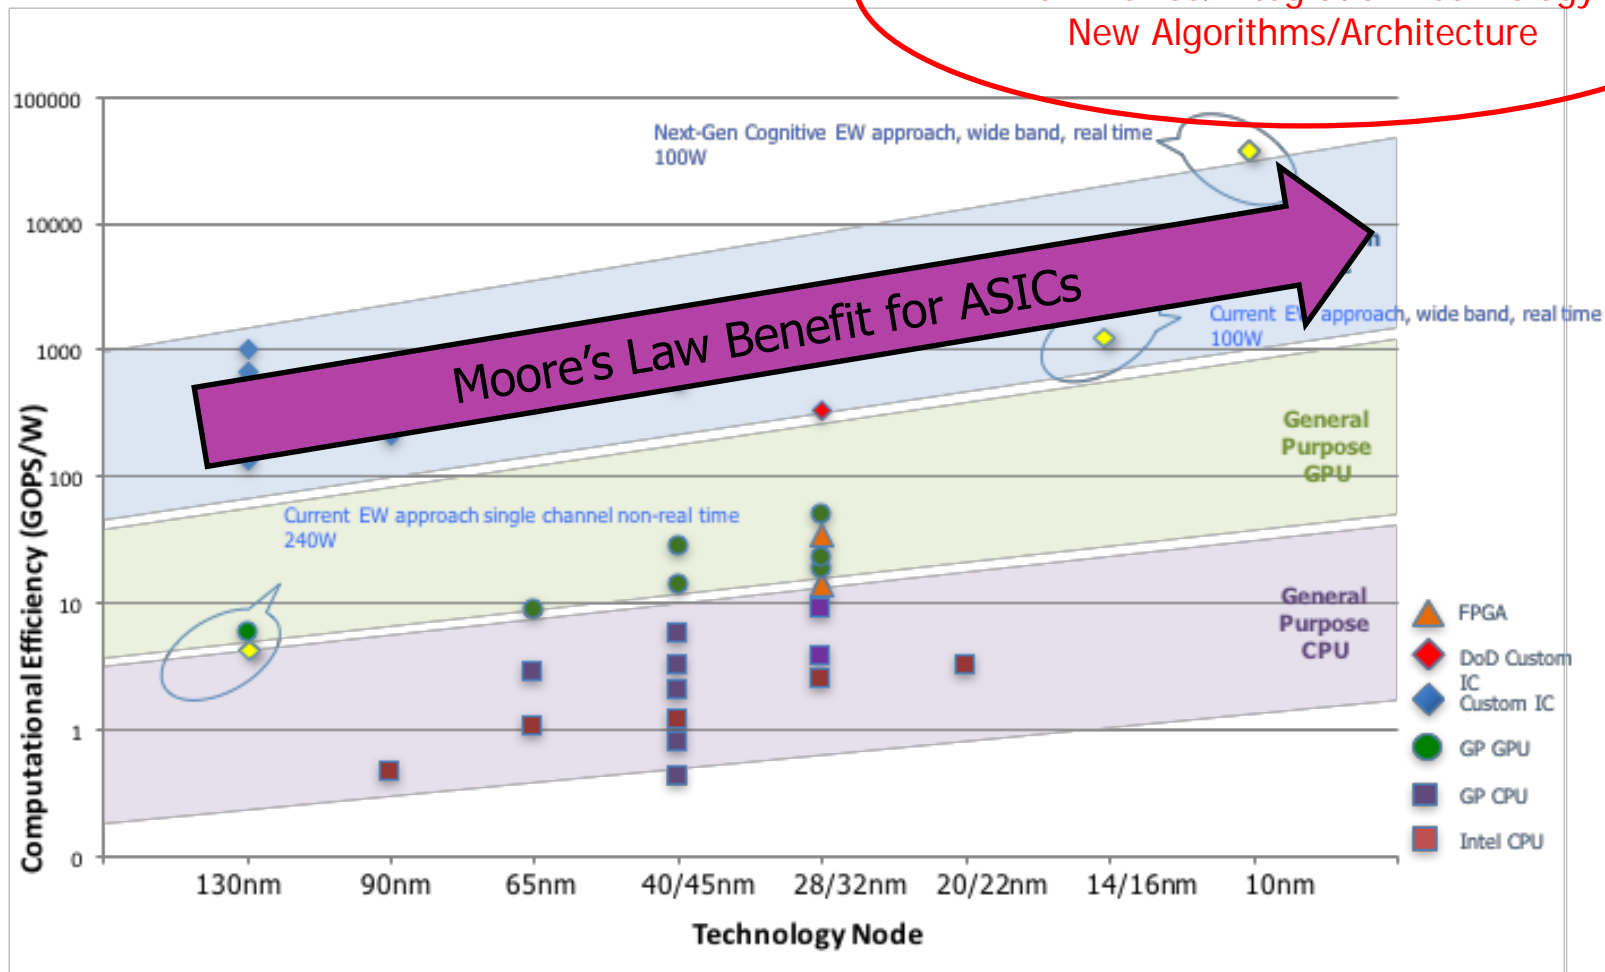 New Algorithms/Architecture
100000
Next-Gen Cognitive EW approach, wide band, real time
100W
10000
Moore's Law Benefit for ASICs
Current EW approach, wide band, real time
100W
1000
General
Purpose
GPU
100
Current EW approach single channel non-real time
240W
10
General
Purpose
CPU
1
0
Computational Efficiency (GOPS/W)
130nm
90nm
65nm
40/45nm
28/32nm
20/22nm
14/16nm
10nm
Technology Node
FPGA
DoD Custom
IC
Custom IC
GP GPU
GP CPU
Intel CPU